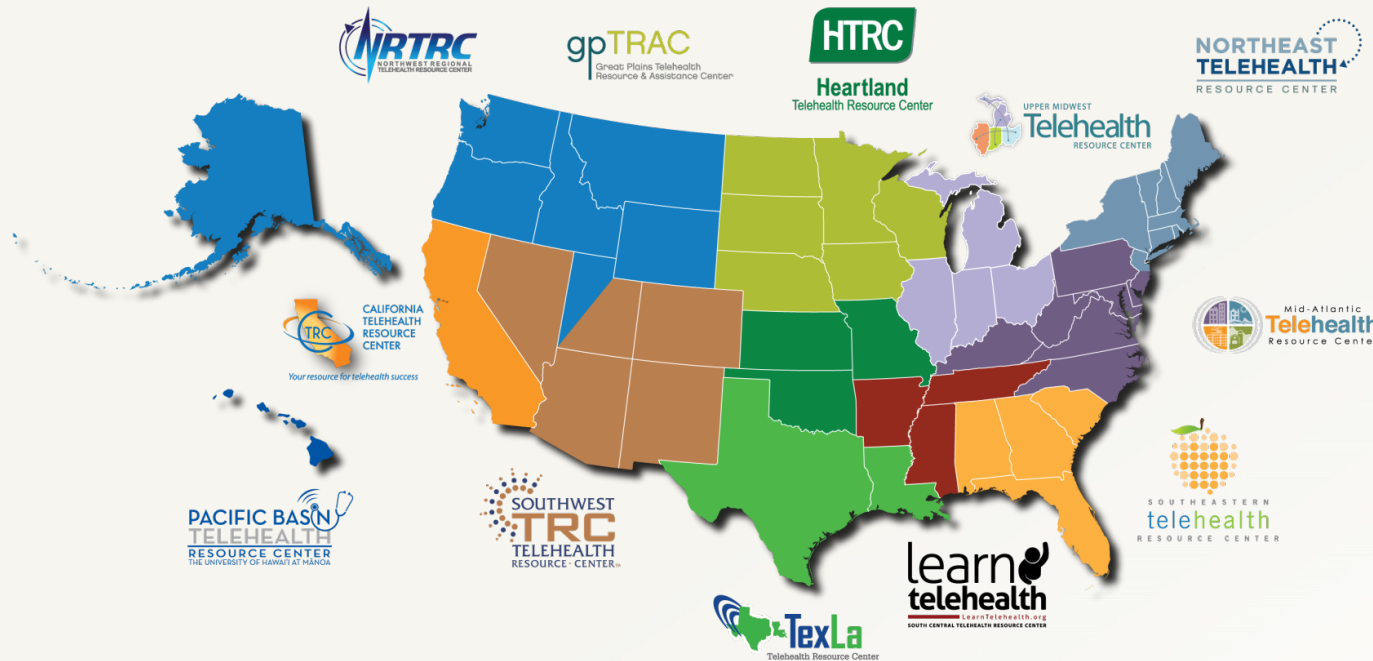 NRTRC
NORTHWEST REGIONAL
TELEHEALTH RESOURCE CENTER
gpTRAC
Great Plains Telehealth
Resource & Assistance Center
HTRC
Heartland
Telehealth Resource Center
UPPER MIDWEST
Telehealth
RESOURCE CENTER
NORTHEAST
TELEHEALTH
RESOURCE CENTER
CTRC
CALIFORNIA
TELEHEALTH
RESOURCE
CENTER
Your resource for telehealth success
Mid-Atlantic
Telehealth
Resource Cente
PACIFIC BASIN
TELEHEALTH
RESOURCE CENTER
THE UNIVERSITY OF HAWAI'I AT MĀNOA
SOUTHWEST
TRC
TELEHEALTH
RESOURCE · CENTER
SOUTHEASTERN
telehealth
RESOURCE CENTER
learn
telehealth
LearnTelehealth.org
SOUTH CENTRAL TELEHEALTH RESOURCE CENTER
TexLa
Telehealth Resource Center